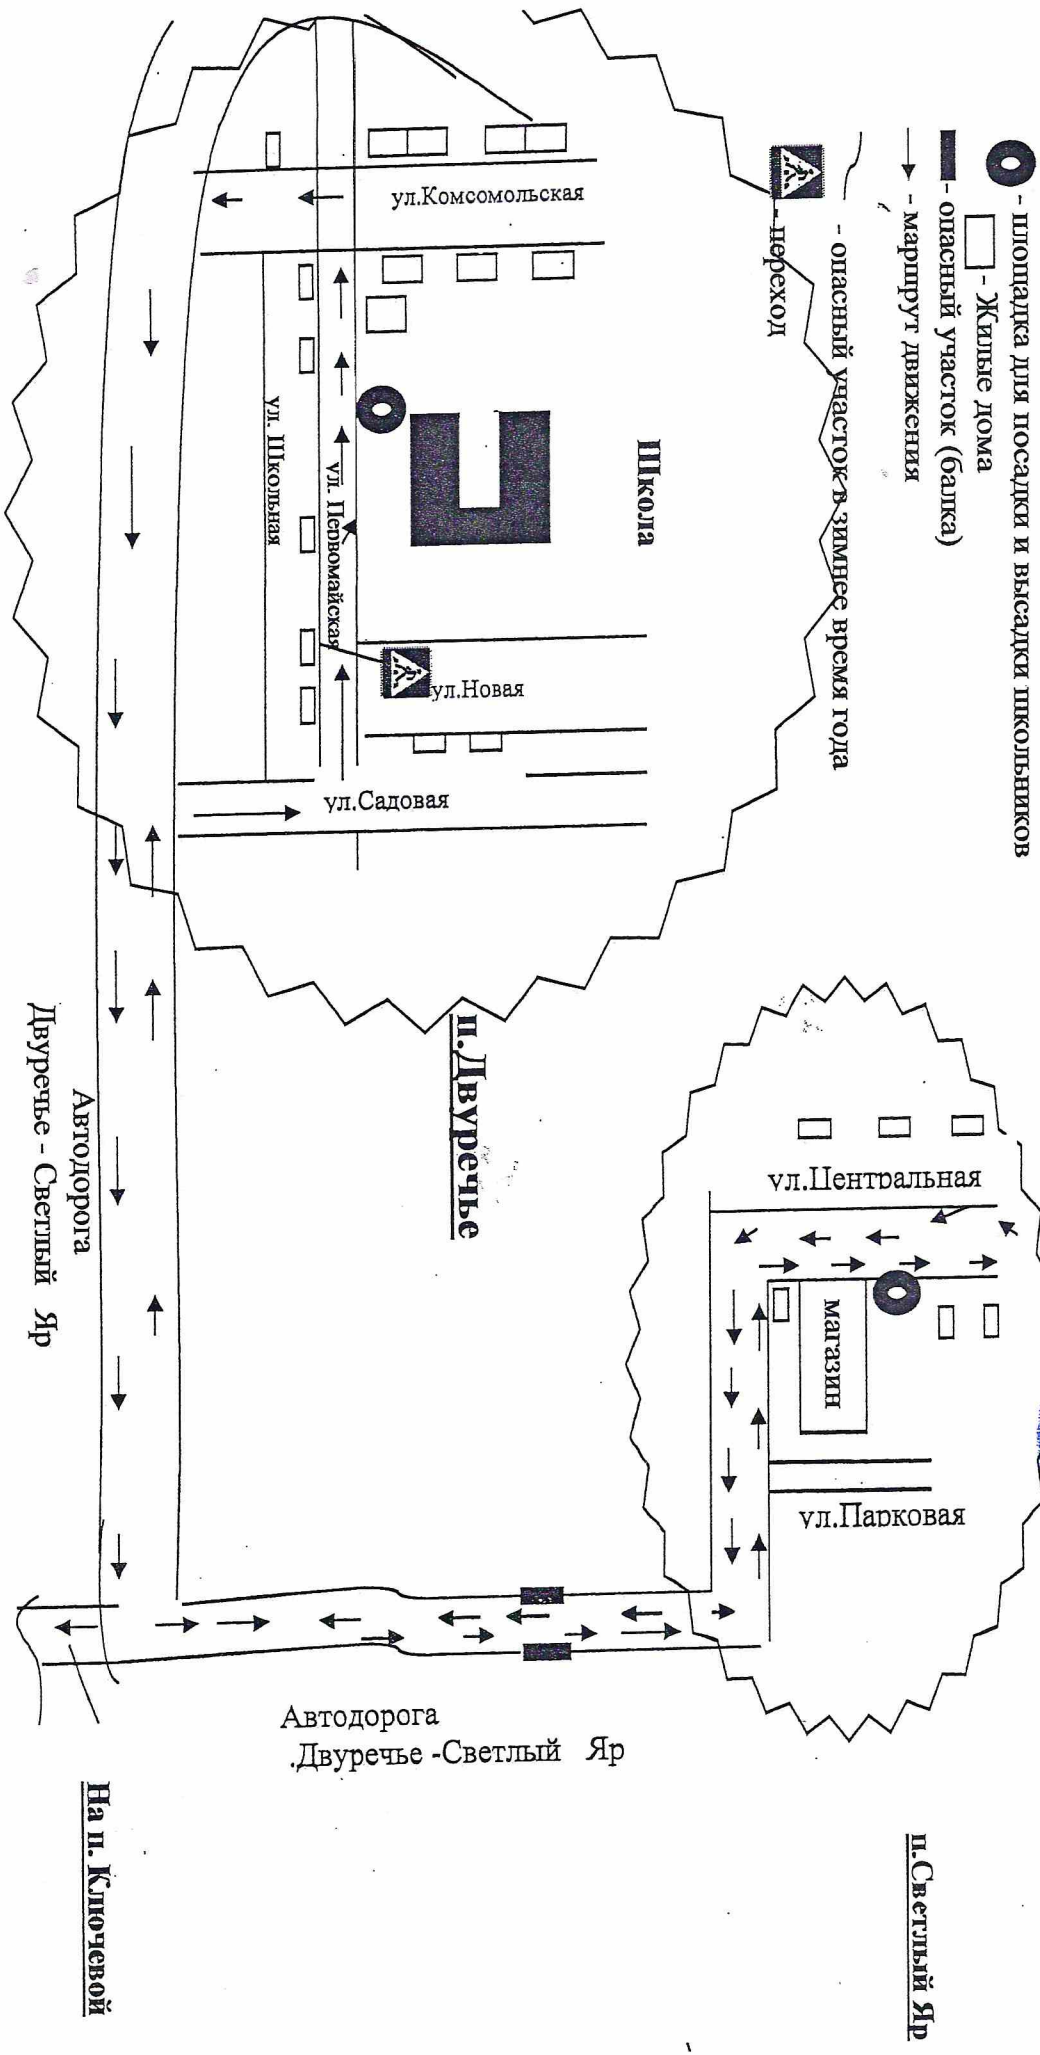 - площадка для посадки и высадки школьников
- Жилые дома
- опасный участок (балка)
- маршрут движения
- опасный участок в зимнее время года
- переход
Школа
ул.Комсомольская
ул. Первомайская
ул. Школьная
ул.Новая
ул.Садовая
п.Двуречье
Автодорога
Двуречье - Светлый Яр
ул.Центральная
магазин
ул.Парковая
п.Светлый Яр
Автодорога
.Двуречье -Светлый Яр
На п. Ключевой